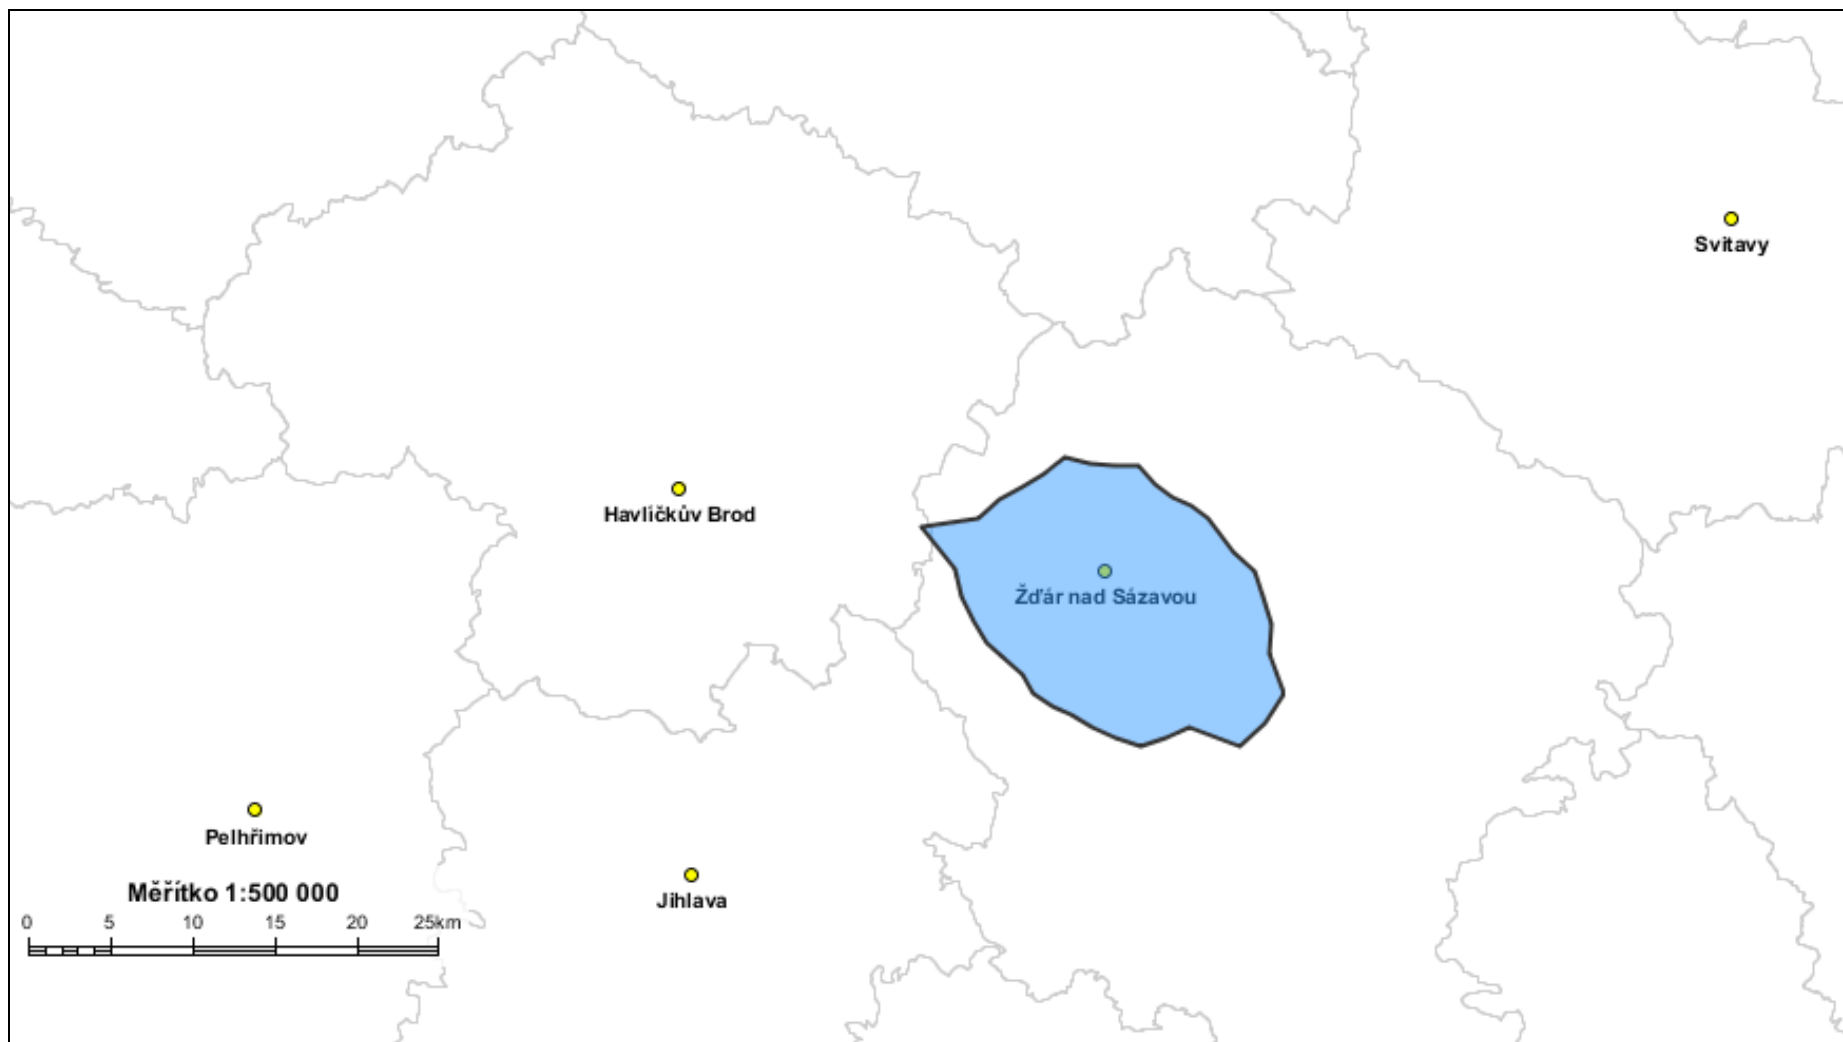 Svitavy
Havlíčkův Brod
Žďár nad Sázavou
Pelhřimov
Jihlava
Měřítko 1:500 000
0 5 10 15 20 25km